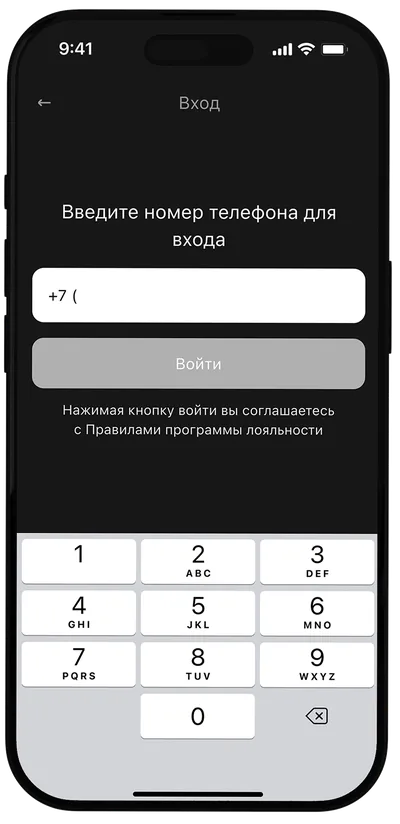 9:41
← Вход
Введите номер телефона для
входа
+7 (
Войти
Нажимая кнопку войти вы соглашаетесь
с Правилами программы лояльности
1 2 3
ABC DEF
4 5 6
GHI JKL MNO
7 8 9
PQRS TUV WXYZ
0